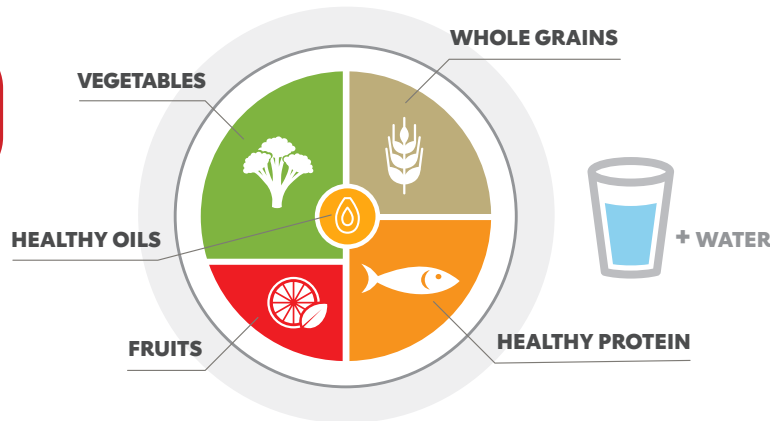 WHOLE GRAINS
VEGETABLES
HEALTHY OILS
+ WATER
FRUITS
HEALTHY PROTEIN